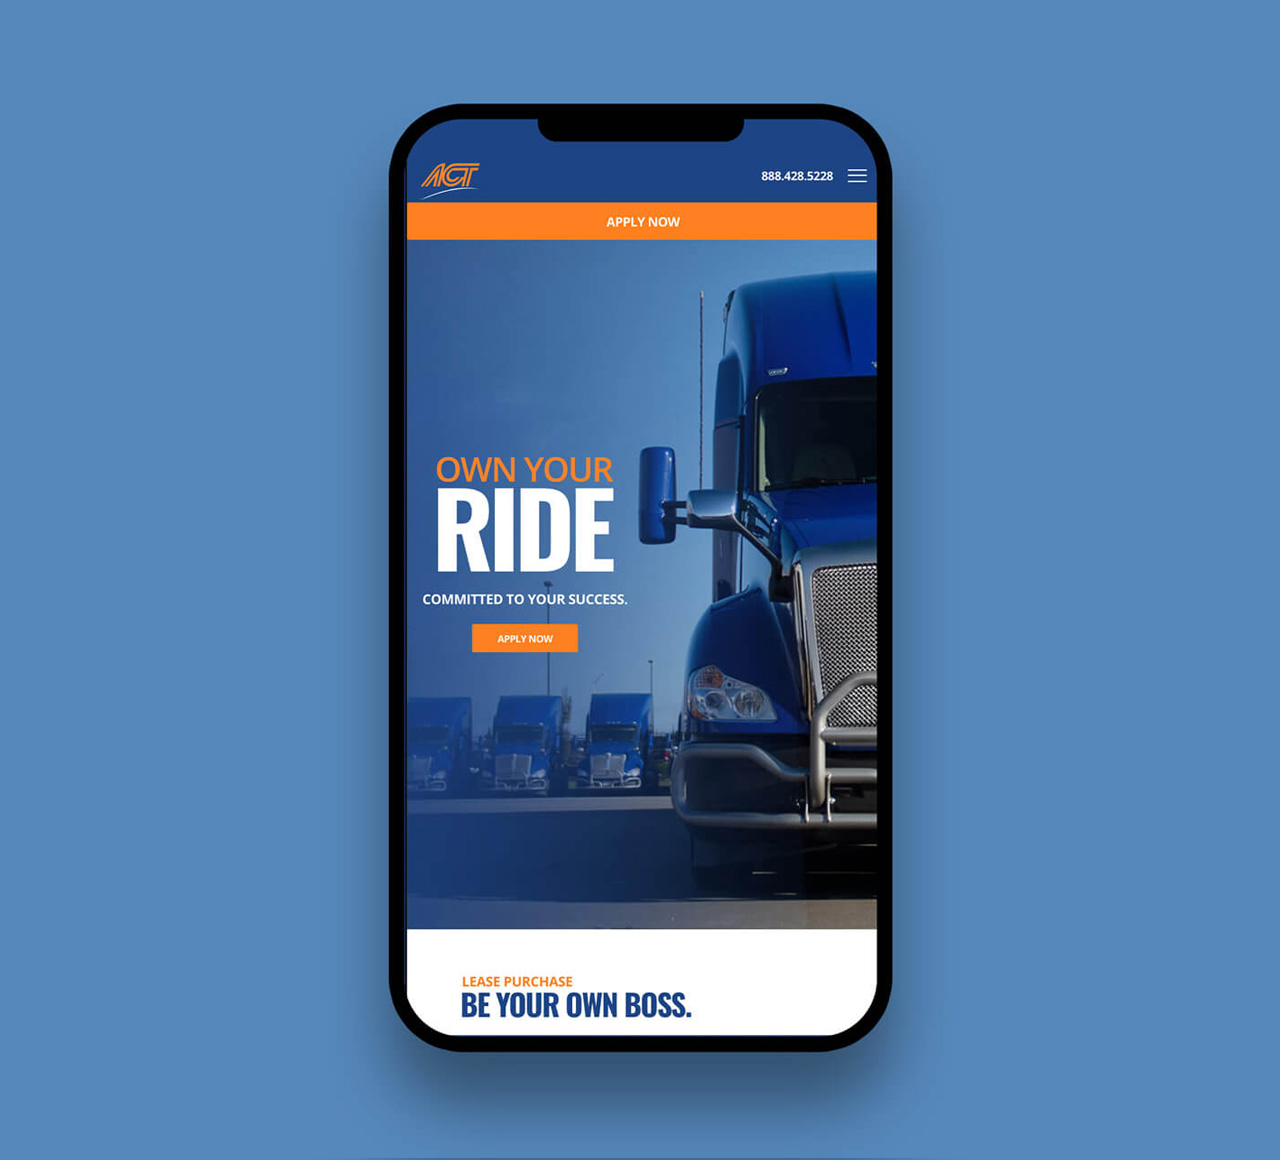 ACT
888.428.5228
APPLY NOW
OWN YOUR
RIDE
COMMITTED TO YOUR SUCCESS.
APPLY NOW
LEASE PURCHASE
BE YOUR OWN BOSS.